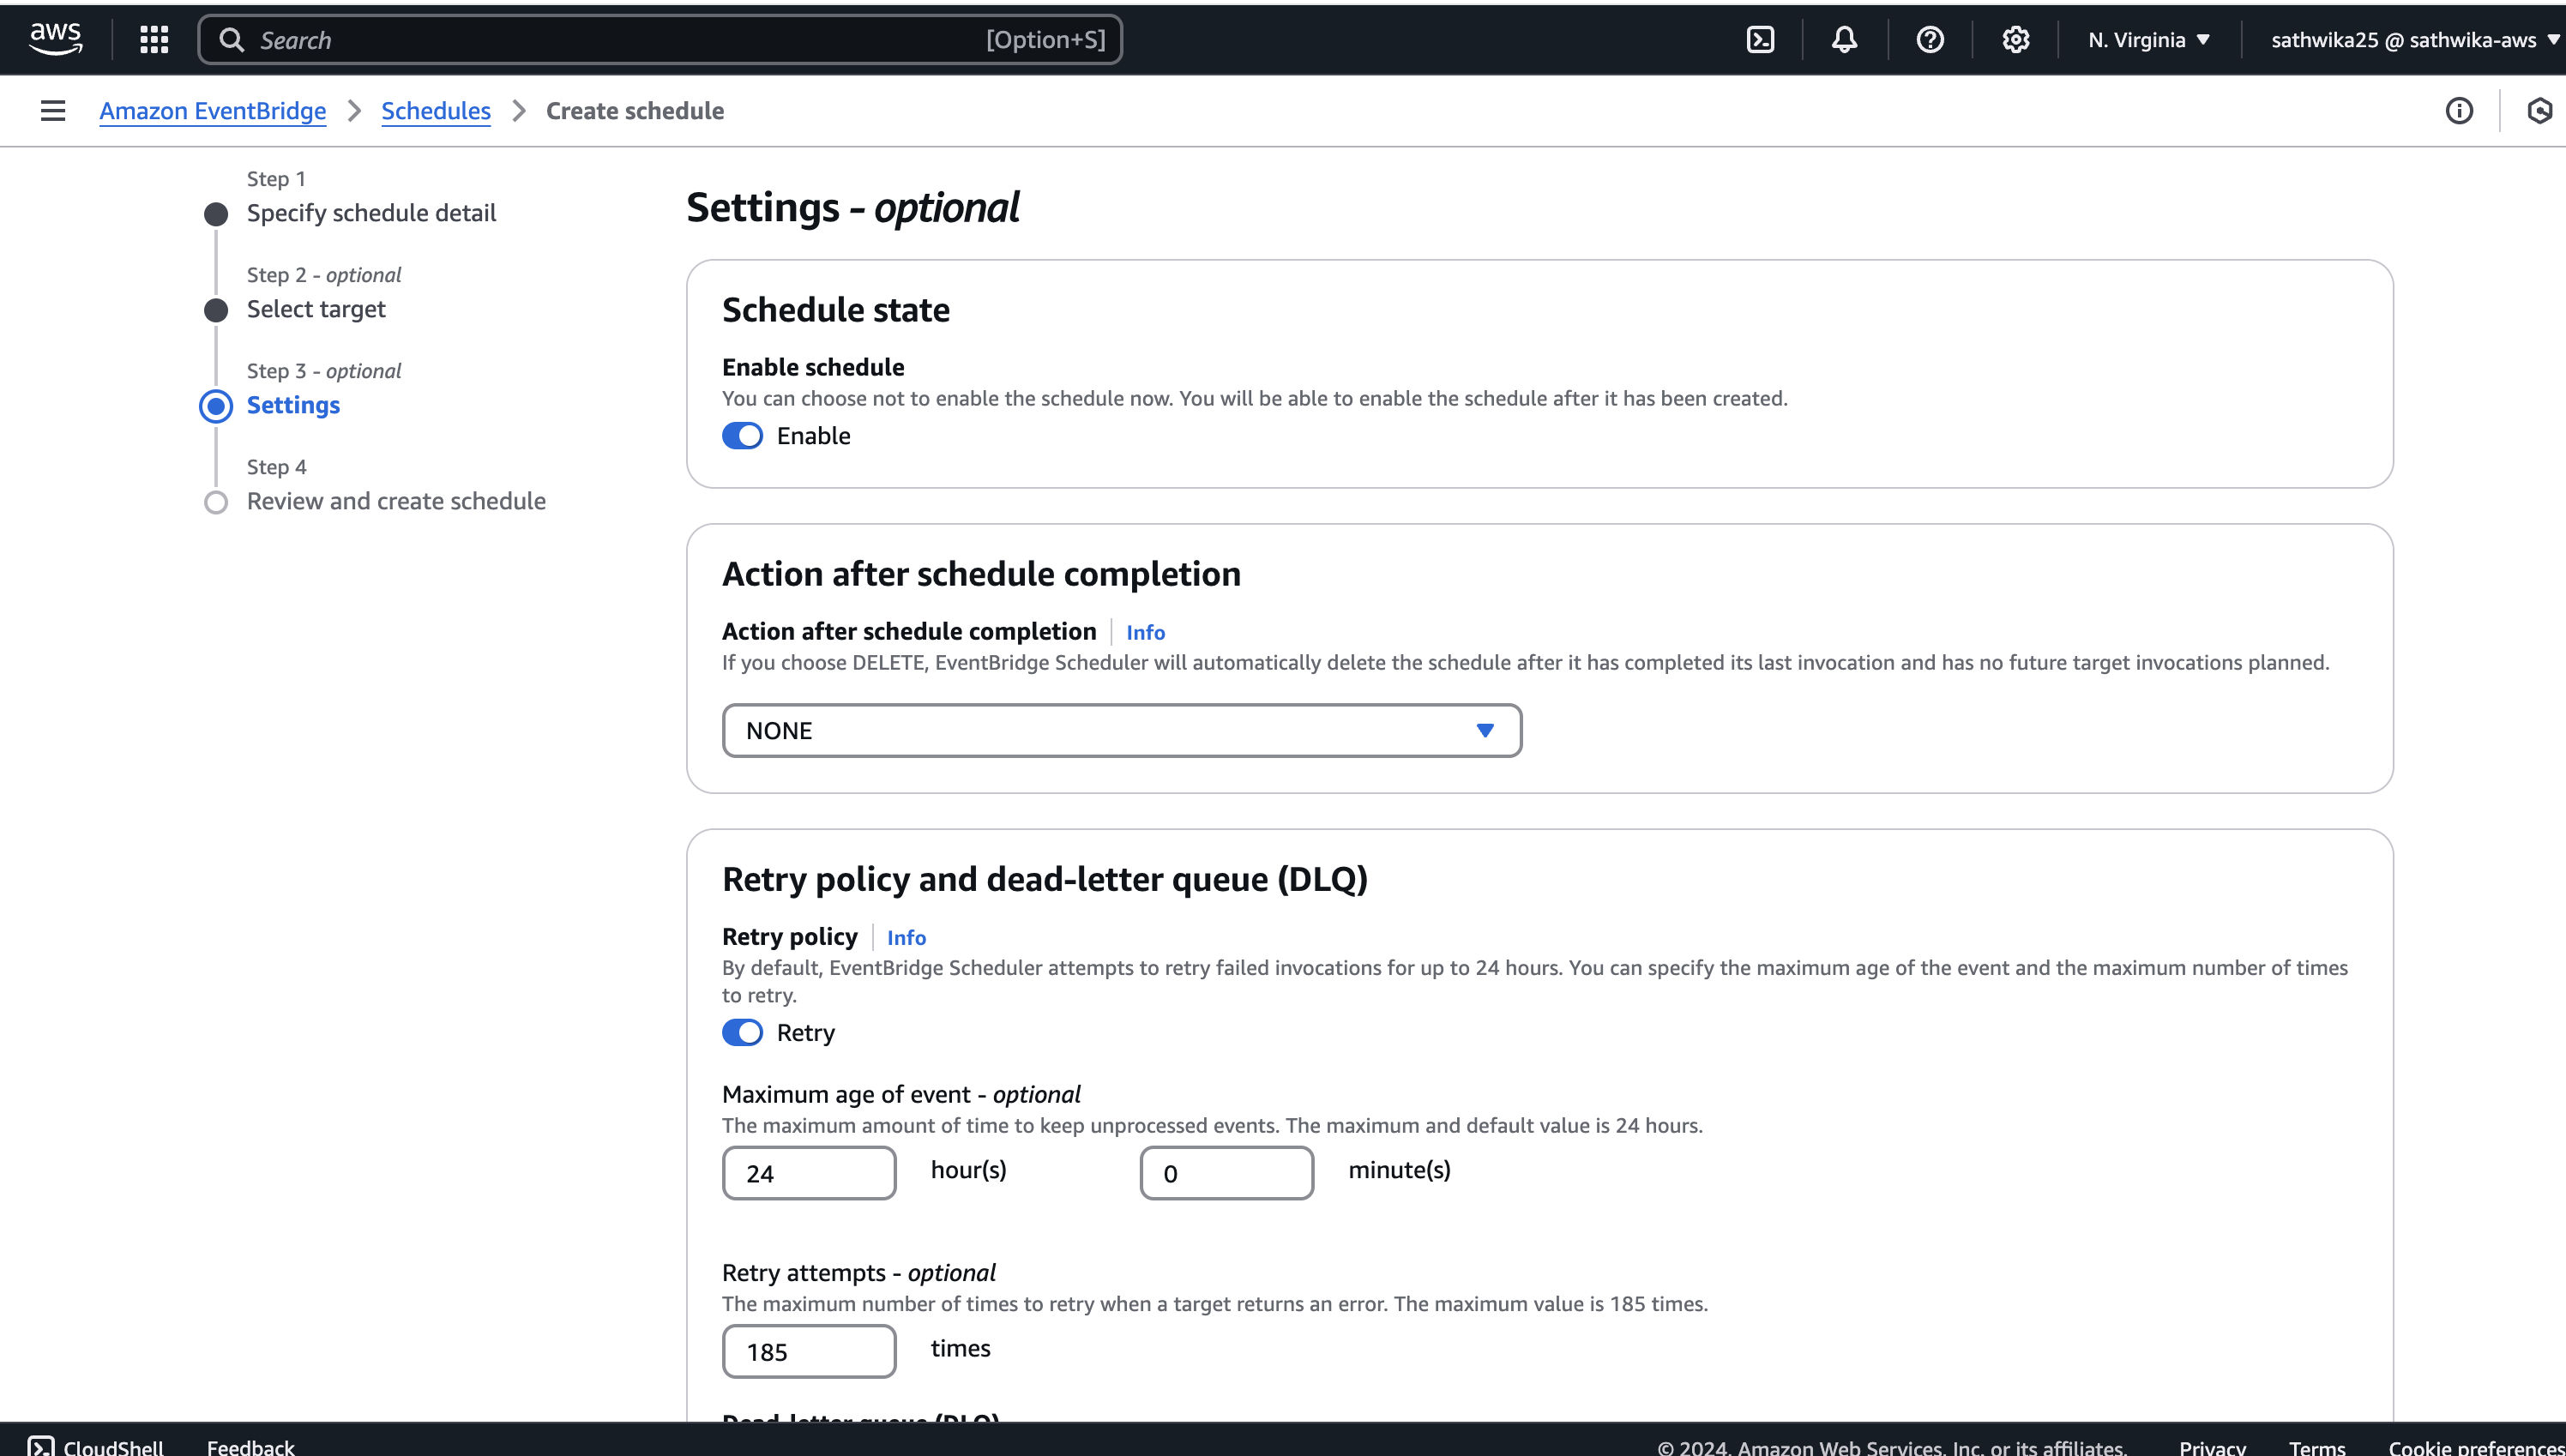 aws
Search
[Option+S]
N. Virginia
sathwika25 @ sathwika-aws
Amazon EventBridge
Schedules
Create schedule
Step 1
Specify schedule detail
Step 2 - optional
Select target
Step 3 - optional
Settings
Step 4
Review and create schedule
Settings - optional
Schedule state
Enable schedule
You can choose not to enable the schedule now. You will be able to enable the schedule after it has been created.
Enable
Action after schedule completion
Action after schedule completion
Info
If you choose DELETE, EventBridge Scheduler will automatically delete the schedule after it has completed its last invocation and has no future target invocations planned.
NONE
Retry policy and dead-letter queue (DLQ)
Retry policy
Info
By default, EventBridge Scheduler attempts to retry failed invocations for up to 24 hours. You can specify the maximum age of the event and the maximum number of times
to retry.
Retry
Maximum age of event - optional
The maximum amount of time to keep unprocessed events. The maximum and default value is 24 hours.
24
hour(s)
0
minute(s)
Retry attempts - optional
The maximum number of times to retry when a target returns an error. The maximum value is 185 times.
185
times
Dead-letter queue (DLQ)
CloudShell
Feedback
© 2024, Amazon Web Services, Inc. or its affiliates.
Privacy
Terms
Cookie preferences